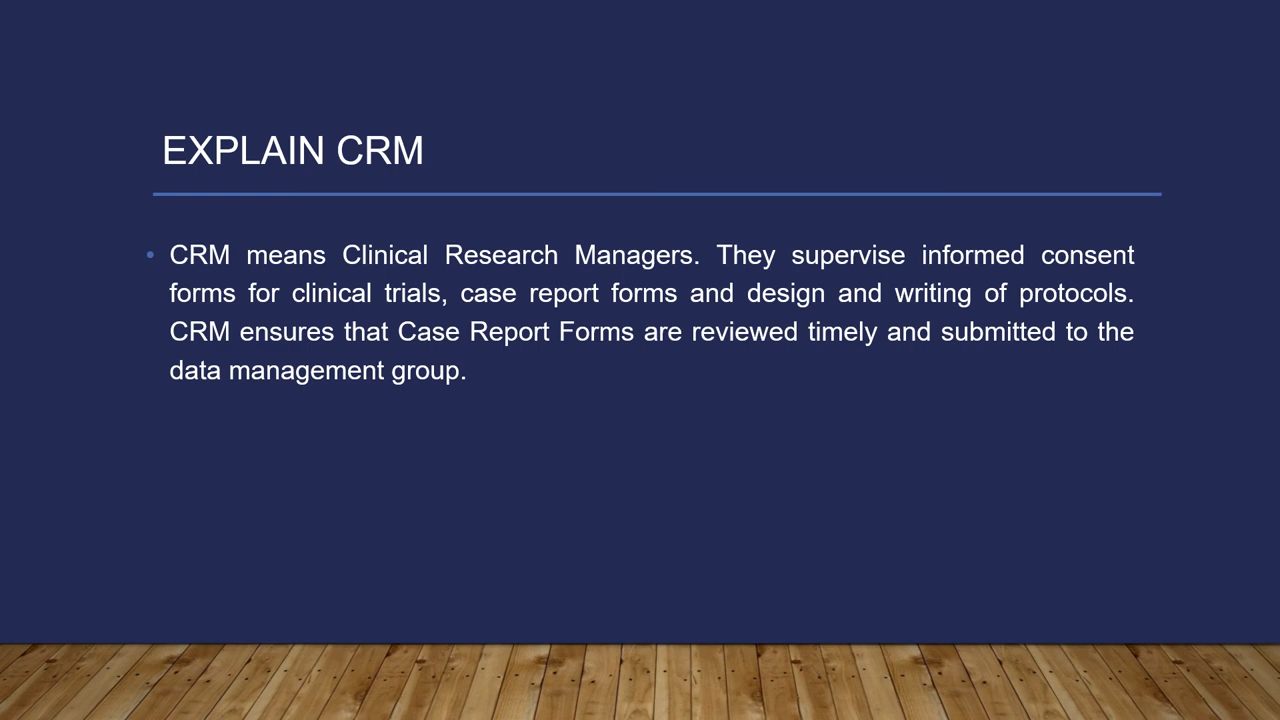 EXPLAIN CRM
• CRM means Clinical Research Managers. They supervise informed consent
forms for clinical trials, case report forms and design and writing of protocols.
CRM ensures that Case Report Forms are reviewed timely and submitted to the
data management group.